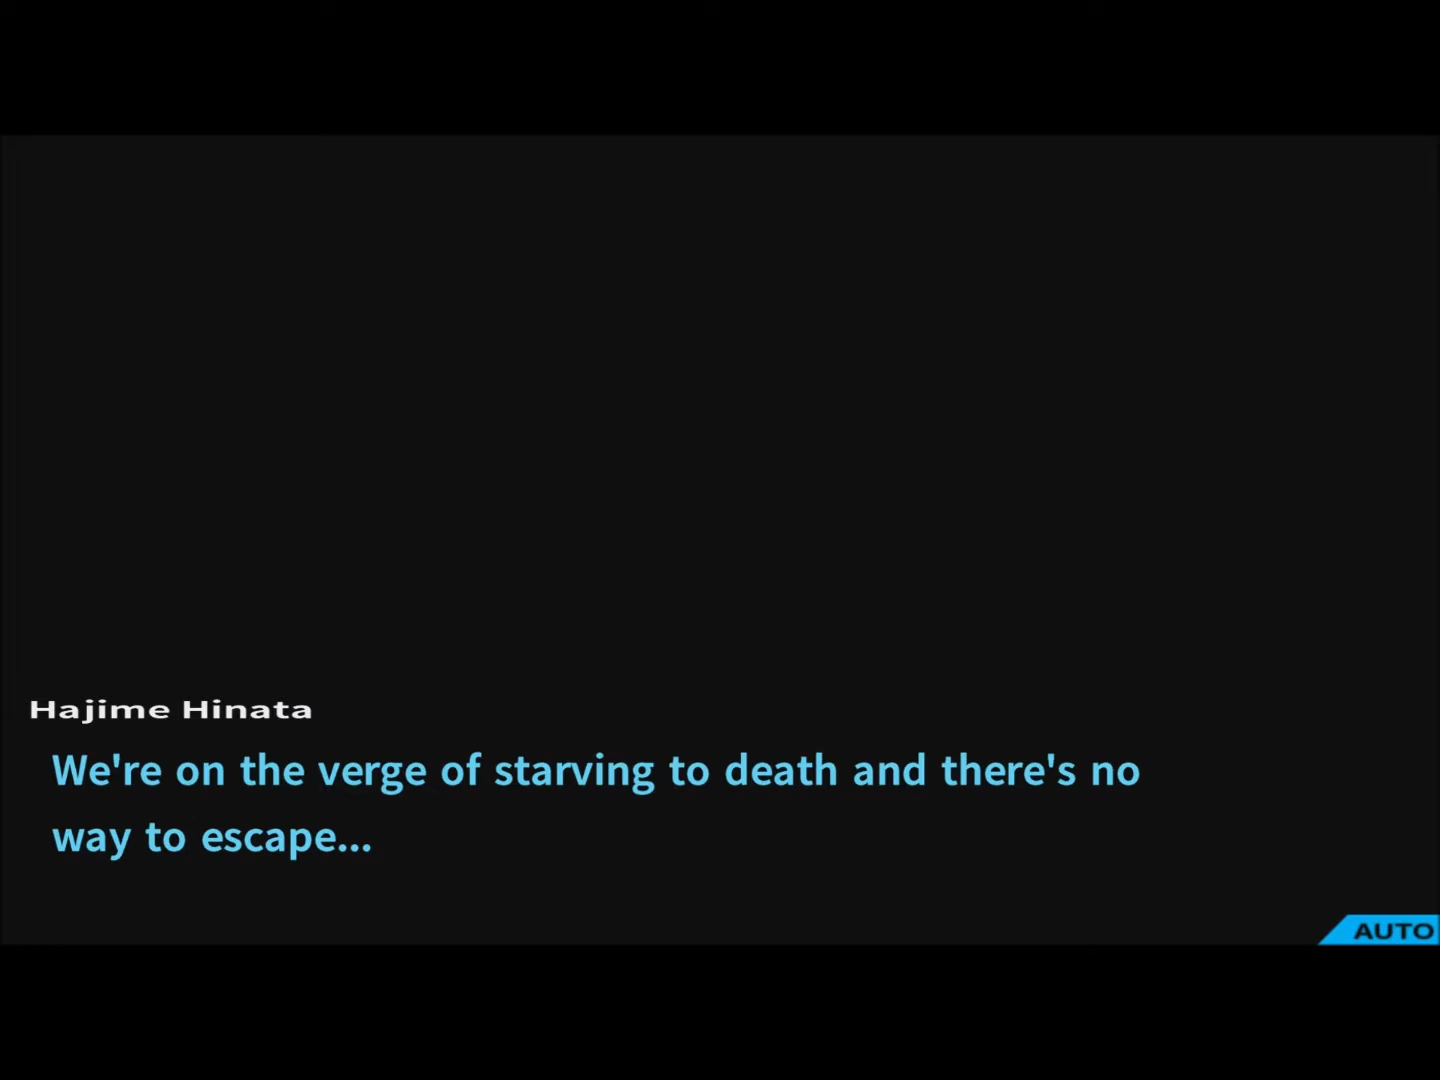 Hajime Hinata
We're on the verge of starving to death and there's no
way to escape...
AUTO